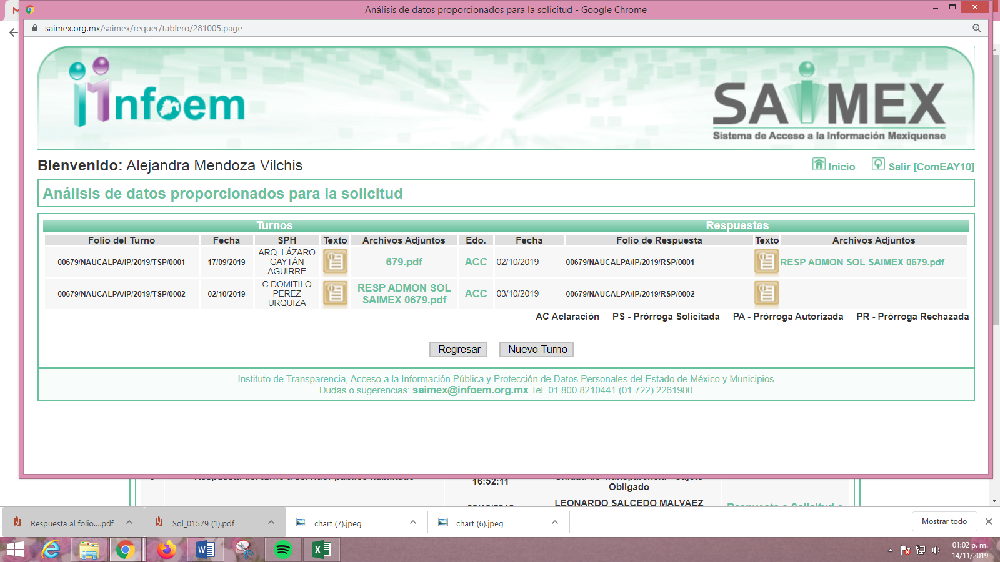 Análisis de datos proporcionados para la solicitud - Google Chrome
saimex.org.mx/saimex/requer/tablero/281005.page
infoem
SAIMEX
Sistema de Acceso a la Información Mexiquense
Bienvenido: Alejandra Mendoza Vilchis
Inicio
Salir [ComEAY10]
Análisis de datos proporcionados para la solicitud
Turnos
Respuestas
Folio del Turno Fecha SPH Texto Archivos Adjuntos Edo. Fecha Folio de Respuesta Texto Archivos Adjuntos
00679/NAUCALPA/IP/2019/TSP/0001
17/09/2019
ARQ. LÁZARO
GAYTÁN
AGUIRRE
679.pdf
ACC
02/10/2019
00679/NAUCALPA/IP/2019/RSP/0001
RESP ADMON SOL SAIMEX 0679.pdf
00679/NAUCALPA/IP/2019/TSP/0002
02/10/2019
C DOMITILO
PEREZ
URQUIZA
RESP ADMON SOL
SAIMEX 0679.pdf
ACC
03/10/2019
00679/NAUCALPA/IP/2019/RSP/0002
AC Aclaración PS - Prórroga Solicitada PA - Prórroga Autorizada PR - Prórroga Rechazada
Regresar
Nuevo Turno
Instituto de Transparencia, Acceso a la Información Pública y Protección de Datos Personales del Estado de México y Municipios
Dudas o sugerencias: saimex@infoem.org.mx Tel. 01 800 8210441 (01 722) 2261980
16:52:11
Obligado
LEONARDO SALCEDO MALVAEZ
Respuesta al folio....pdf
Sol_01579 (1).pdf
chart (7).jpeg
chart (6).jpeg
Mostrar todo
01:02 p. m.
14/11/2019